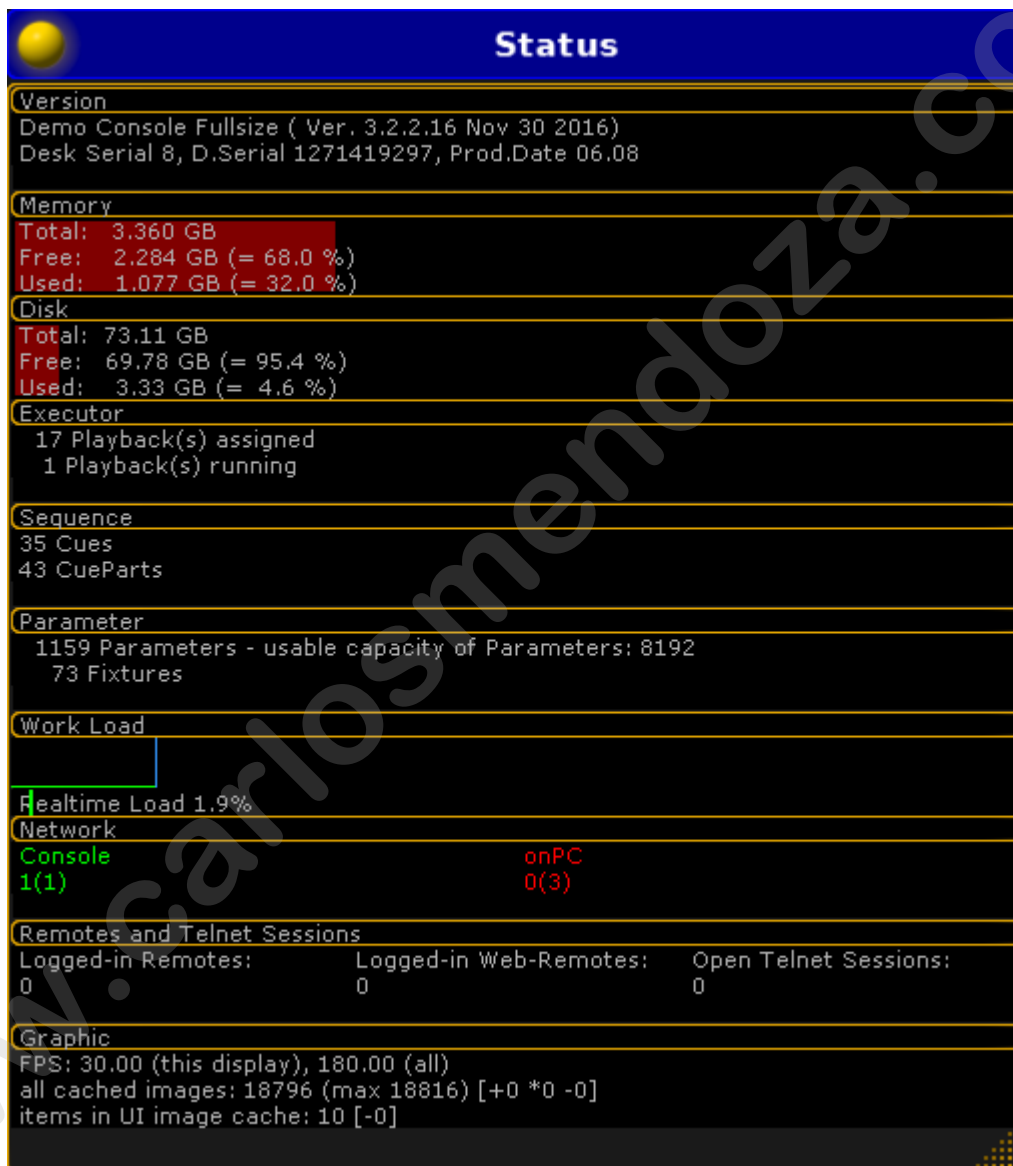 Status
Version
Demo Console Fullsize ( Ver. 3.2.2.16 Nov 30 2016)
Desk Serial 8, D.Serial 1271419297, Prod.Date 06.08
Memory
Total: 3.360 GB
Free: 2.284 GB (= 68.0 %)
Used: 1.077 GB (= 32.0 %)
Disk
Total: 73.11 GB
Free: 69.78 GB (= 95.4 %)
Used: 3.33 GB (= 4.6 %)
Executor
17 Playback(s) assigned
1 Playback(s) running
Sequence
35 Cues
43 CueParts
Parameter
1159 Parameters - usable capacity of Parameters: 8192
73 Fixtures
Work Load
Realtime Load 1.9%
Network
Console onPC
1(1) 0(3)
Remotes and Telnet Sessions
Logged-in Remotes: Logged-in Web-Remotes: Open Telnet Sessions:
0 0 0
Graphic
FPS: 30.00 (this display), 180.00 (all)
all cached images: 18796 (max 18816) [+0 *0 -0]
items in UI image cache: 10 [-0]
w.carlosmendoza.co